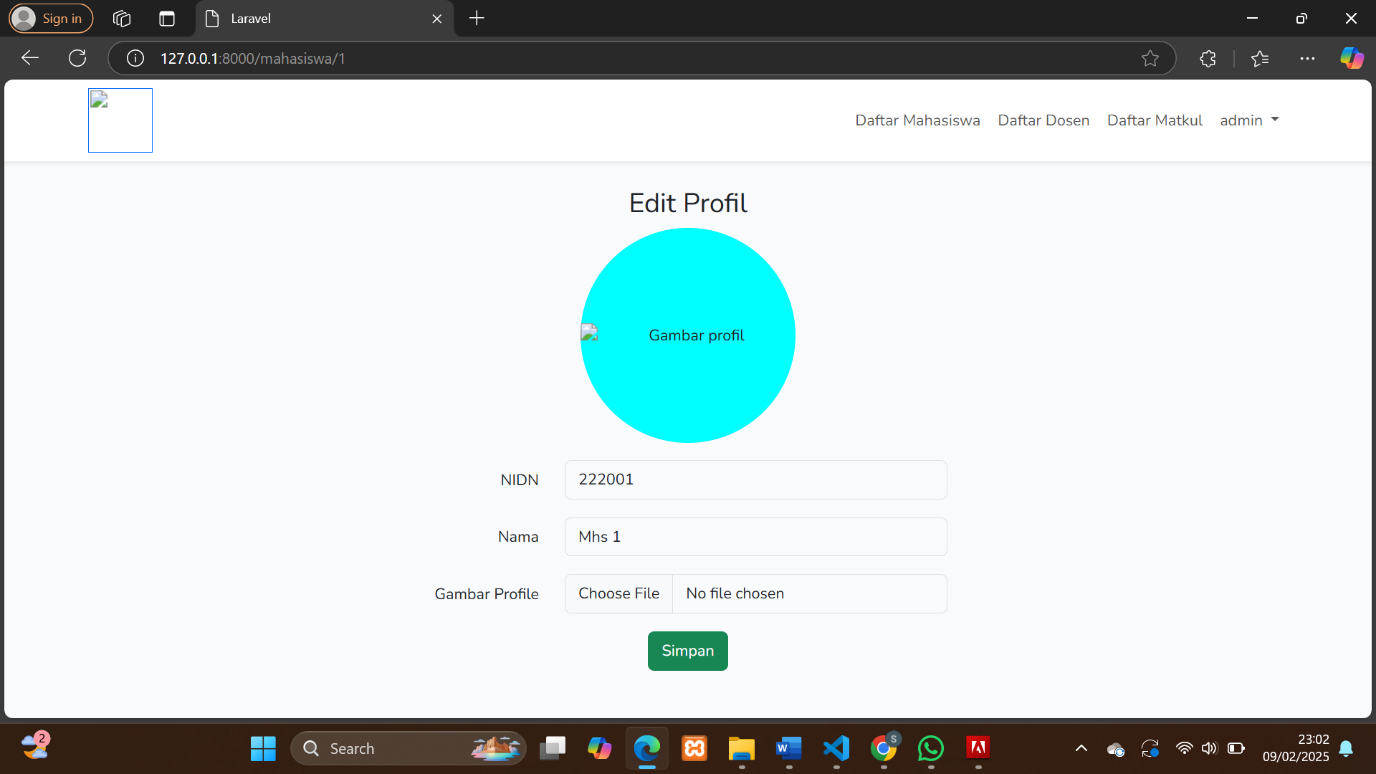 Sign in
Laravel
127.0.0.1:8000/mahasiswa/1
Daftar Mahasiswa Daftar Dosen Daftar Matkul admin
Edit Profil
Gambar profil
NIDN 222001
Nama Mhs 1
Gambar Profile Choose File No file chosen
Simpan
2
Search
W
S
23:02
09/02/2025